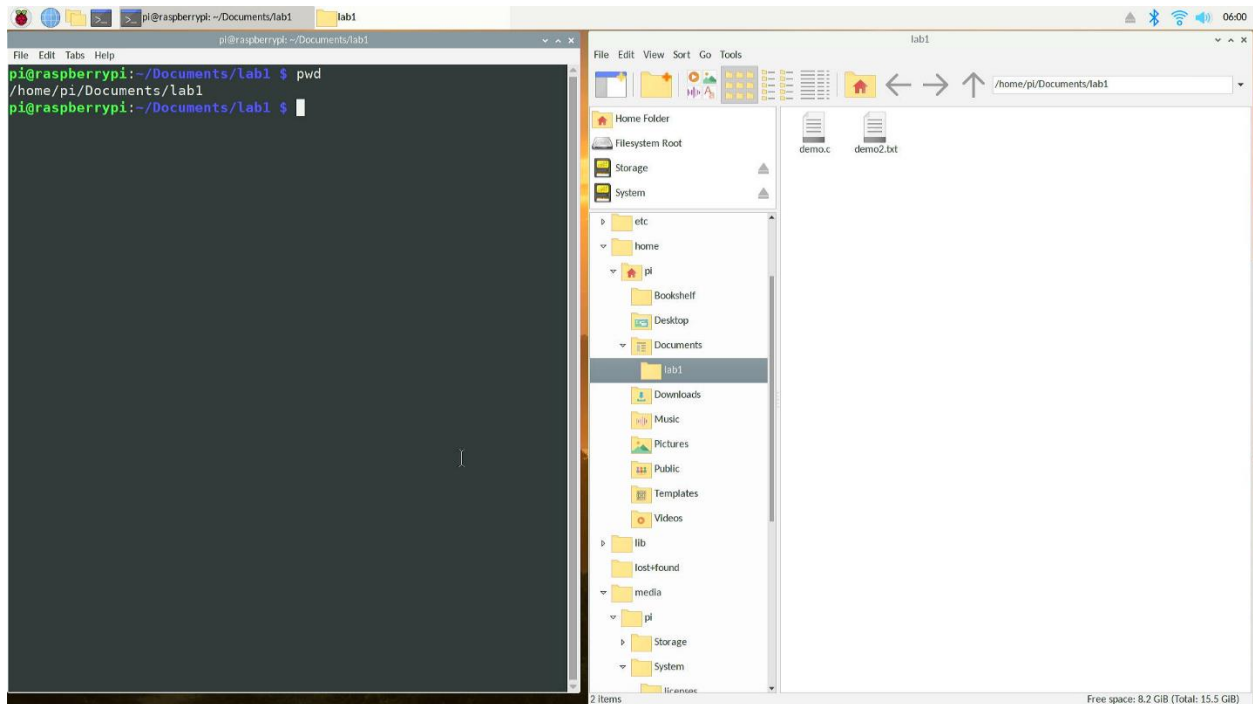 pi@raspberrypi: ~/Documents/lab1
lab1
06:00
pi@raspberrypi: ~/Documents/lab1
File Edit Tabs Help
pi@raspberrypi:~/Documents/lab1 $ pwd
/home/pi/Documents/lab1
pi@raspberrypi:~/Documents/lab1 $
lab1
File Edit View Sort Go Tools
/home/pi/Documents/lab1
Home Folder
Filesystem Root
Storage
System
etc
home
pi
Bookshelf
Desktop
Documents
lab1
Downloads
Music
Pictures
Public
Templates
Videos
lib
lost+found
media
pi
Storage
System
licenses
demo.c demo2.txt
2 items
Free space: 8.2 GiB (Total: 15.5 GiB)